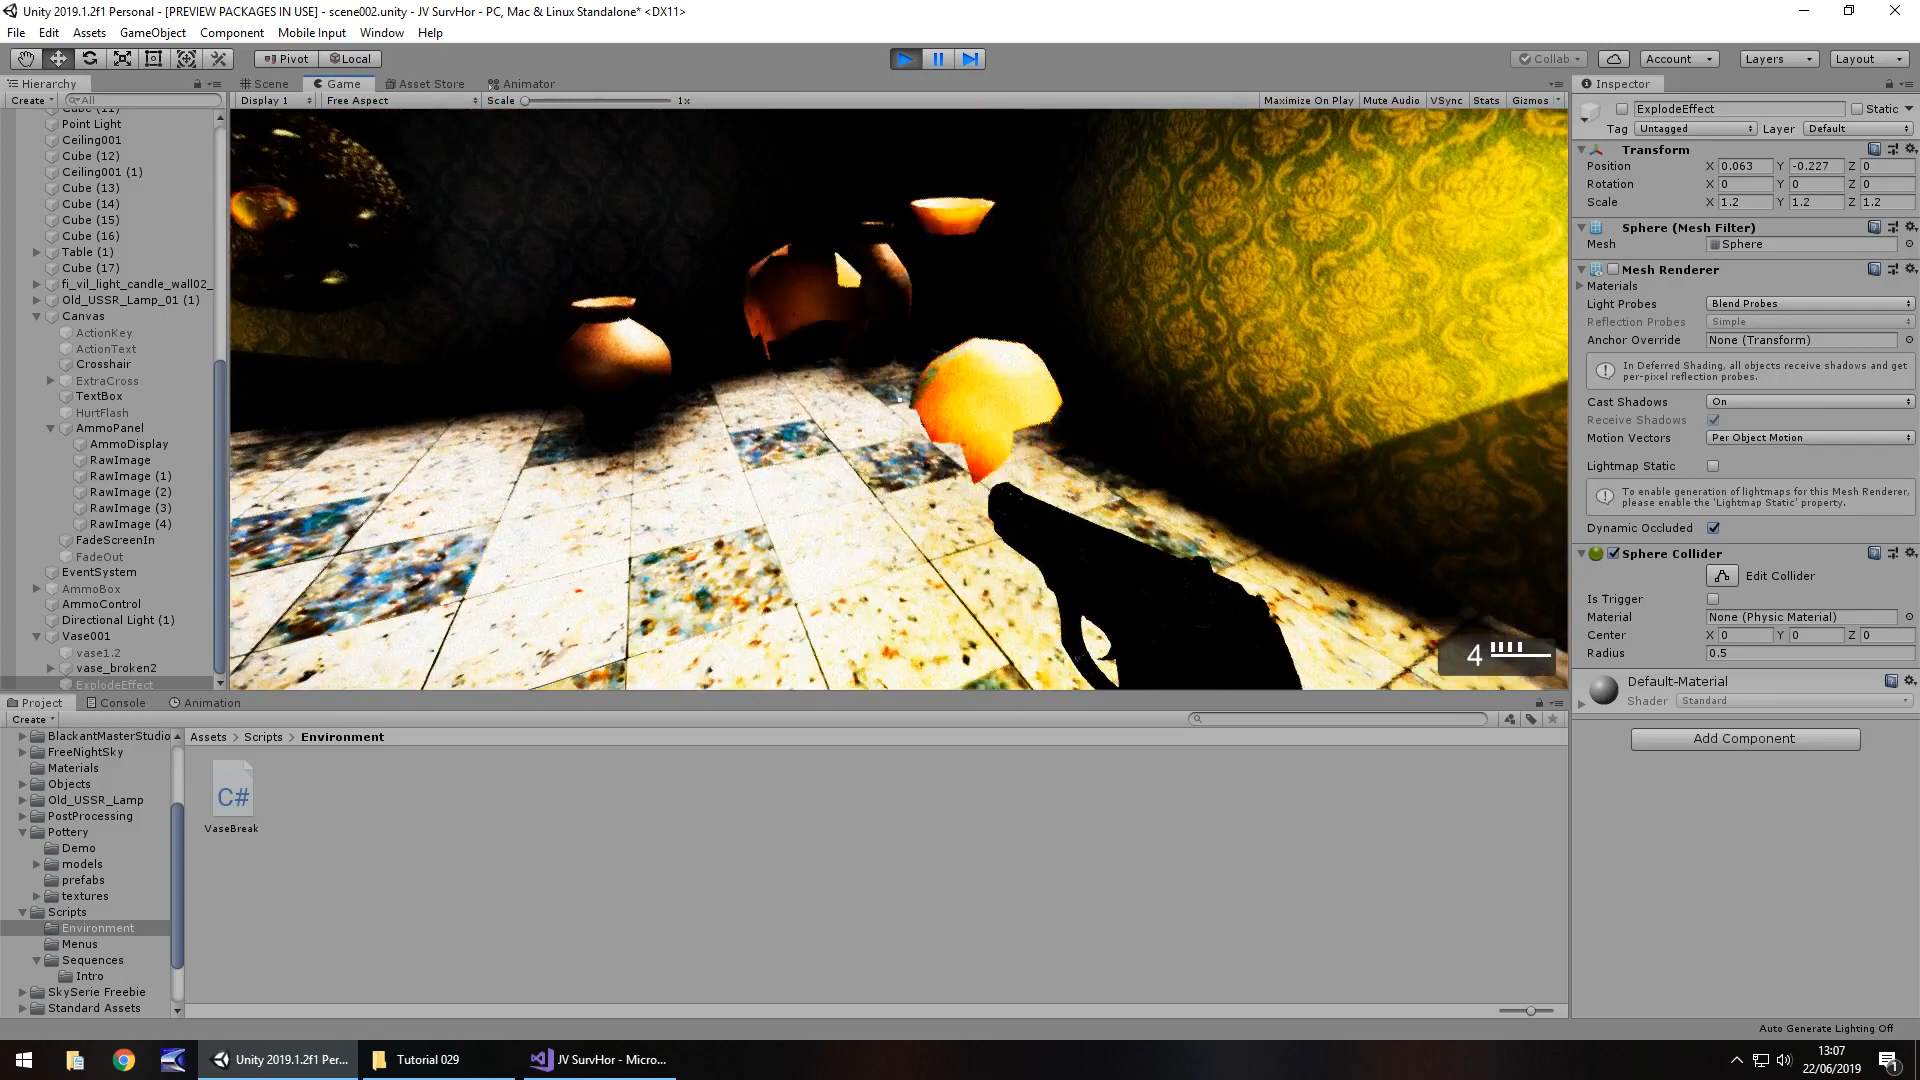 Unity 2019.1.2f1 Personal - [PREVIEW PACKAGES IN USE] - scene002.unity - JV SurvHor - PC, Mac & Linux Standalone* <DX11>
File Edit Assets GameObject Component Mobile Input Window Help
Pivot Local Collab Account Layers Layout
Hierarchy Scene Game Asset Store Animator Inspector
Create All Display 1 Free Aspect Scale 1x Maximize On Play Mute Audio VSync Stats Gizmos
Point Light
Ceiling001
Cube (12)
Ceiling001 (1)
Cube (13)
Cube (14)
Cube (15)
Cube (16)
Table (1)
Cube (17)
fi_vil_light_candle_wall02_
Old_USSR_Lamp_01 (1)
Canvas
ActionKey
ActionText
Crosshair
ExtraCross
TextBox
HurtFlash
AmmoPanel
AmmoDisplay
RawImage
RawImage (1)
RawImage (2)
RawImage (3)
RawImage (4)
FadeScreenIn
FadeOut
EventSystem
AmmoBox
AmmoControl
Directional Light (1)
Vase001
vase1.2
vase_broken2
ExplodeEffect
4
ExplodeEffect Static
Tag Untagged Layer Default
Transform
Position X 0.063 Y -0.227 Z 0
Rotation X 0 Y 0 Z 0
Scale X 1.2 Y 1.2 Z 1.2
Sphere (Mesh Filter)
Mesh Sphere
Mesh Renderer
Materials
Light Probes Blend Probes
Reflection Probes Simple
Anchor Override None (Transform)
In Deferred Shading, all objects receive shadows and get
per-pixel reflection probes.
Cast Shadows On
Receive Shadows
Motion Vectors Per Object Motion
Lightmap Static
To enable generation of lightmaps for this Mesh Renderer,
please enable the 'Lightmap Static' property.
Dynamic Occluded
Sphere Collider
Edit Collider
Is Trigger
Material None (Physic Material)
Center X 0 Y 0 Z 0
Radius 0.5
Default-Material
Shader Standard
Add Component
Project Console Animation
Create
BlackantMasterStudio
FreeNightSky
Materials
Objects
Old_USSR_Lamp
PostProcessing
Pottery
Demo
models
prefabs
textures
Scripts
Environment
Menus
Sequences
Intro
SkySerie Freebie
Standard Assets
Assets > Scripts > Environment
C#
VaseBreak
Auto Generate Lighting Off
Unity 2019.1.2f1 Per... Tutorial 029 JV SurvHor - Micro...
13:07
22/06/2019
1